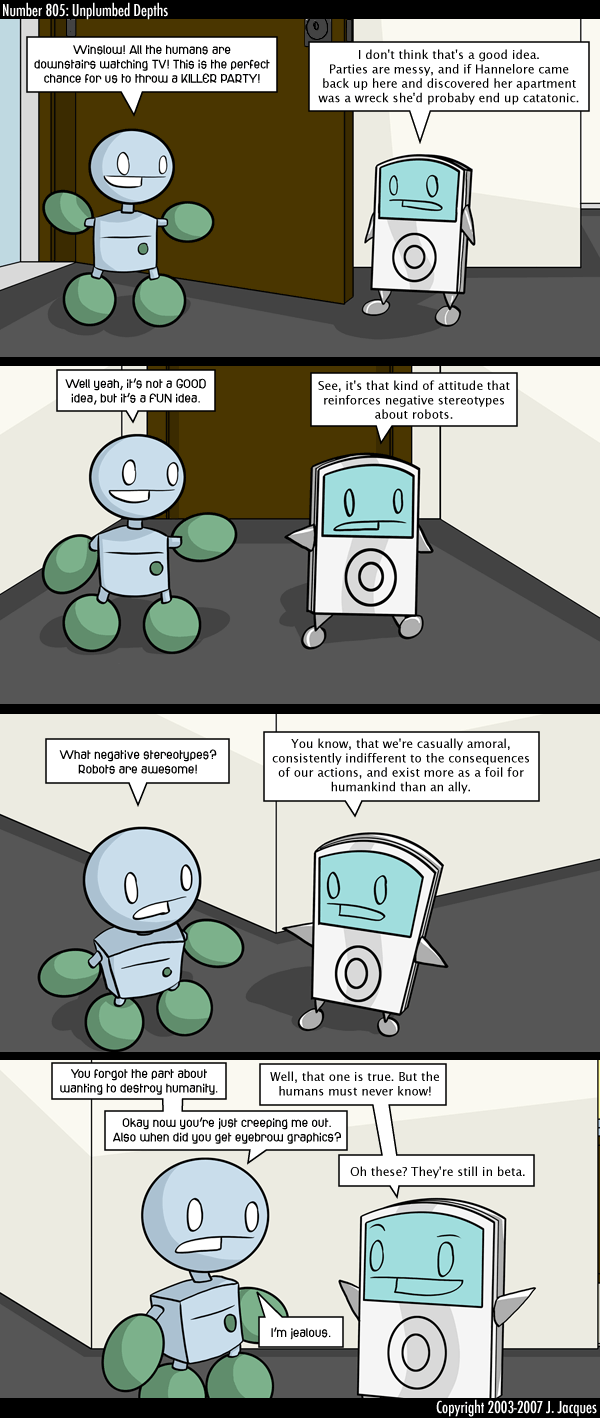 Number 805: Unplumbed Depths
Winslow! All the humans are
downstairs watching TV! This is the perfect
chance for us to throw a KILLER PARTY!
I don't think that's a good idea.
Parties are messy, and if Hannelore came
back up here and discovered her apartment
was a wreck she'd probaby end up catatonic.
Well yeah, it's not a GOOD
idea, but it's a FUN idea.
See, it's that kind of attitude that
reinforces negative stereotypes
about robots.
What negative stereotypes?
Robots are awesome!
You know, that we're casually amoral,
consistently indifferent to the consequences
of our actions, and exist more as a foil for
humankind than an ally.
You forgot the part about
wanting to destroy humanity.
Well, that one is true. But the
humans must never know!
Okay now you're just creeping me out.
Also when did you get eyebrow graphics?
Oh these? They're still in beta.
I'm jealous.
Copyright 2003-2007 J. Jacques